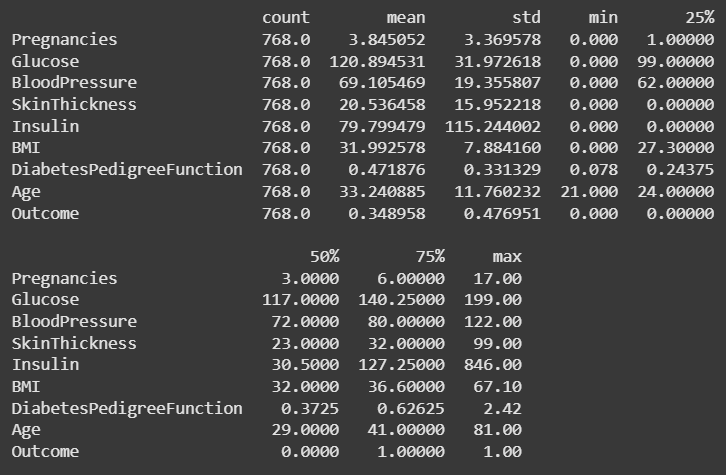 count mean std min 25%
Pregnancies 768.0 3.845052 3.369578 0.000 1.00000
Glucose 768.0 120.894531 31.972618 0.000 99.00000
BloodPressure 768.0 69.105469 19.355807 0.000 62.00000
SkinThickness 768.0 20.536458 15.952218 0.000 0.00000
Insulin 768.0 79.799479 115.244002 0.000 0.00000
BMI 768.0 31.992578 7.884160 0.000 27.30000
DiabetesPedigreeFunction 768.0 0.471876 0.331329 0.078 0.24375
Age 768.0 33.240885 11.760232 21.000 24.00000
Outcome 768.0 0.348958 0.476951 0.000 0.00000
50% 75% max
Pregnancies 3.0000 6.00000 17.00
Glucose 117.0000 140.25000 199.00
BloodPressure 72.0000 80.00000 122.00
SkinThickness 23.0000 32.00000 99.00
Insulin 30.5000 127.25000 846.00
BMI 32.0000 36.60000 67.10
DiabetesPedigreeFunction 0.3725 0.62625 2.42
Age 29.0000 41.00000 81.00
Outcome 0.0000 1.00000 1.00